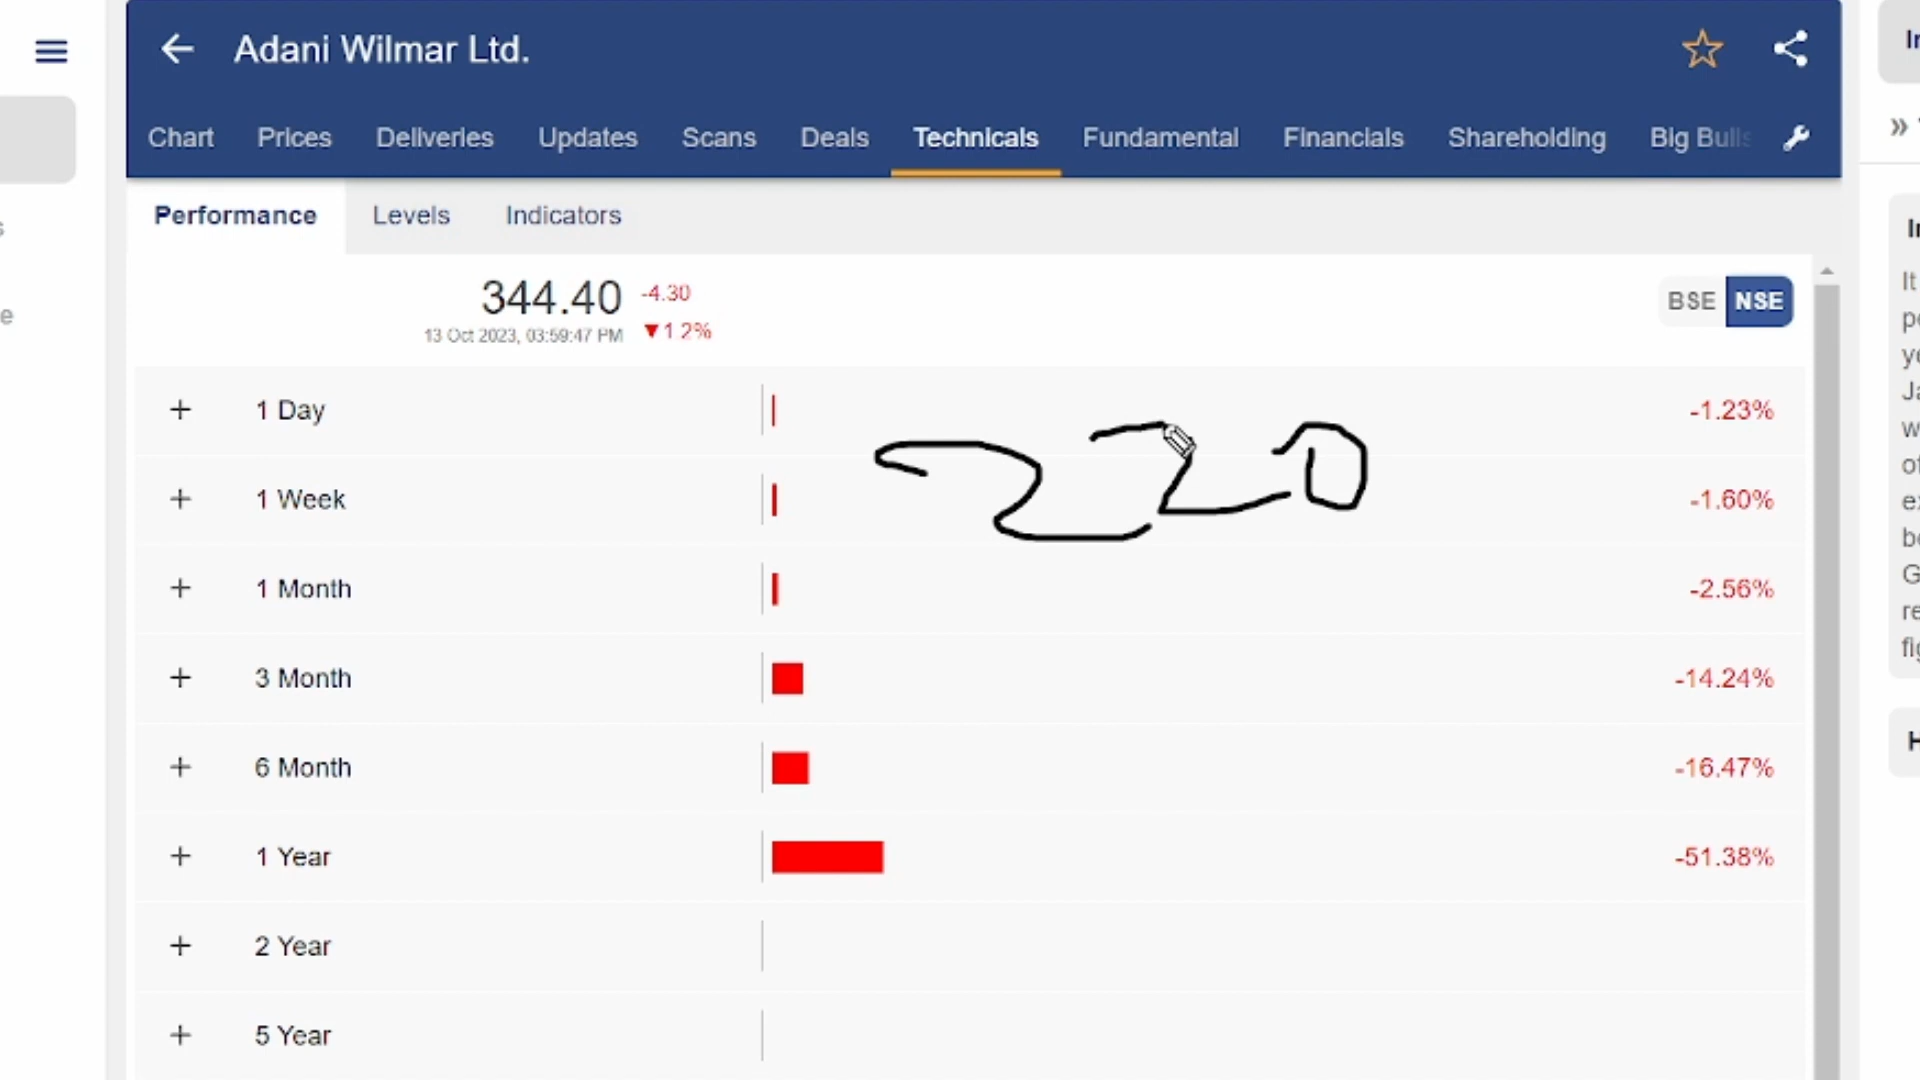 Adani Wilmar Ltd.
Chart Prices Deliveries Updates Scans Deals Technicals Fundamental Financials Shareholding Big Bulls
Performance Levels Indicators
344.40 -4.30
13 Oct 2023, 03:59:47 PM ▼1.2%
BSE NSE
+ 1 Day -1.23%
220
+ 1 Week -1.60%
+ 1 Month -2.56%
+ 3 Month -14.24%
+ 6 Month -16.47%
+ 1 Year -51.38%
+ 2 Year
+ 5 Year
It